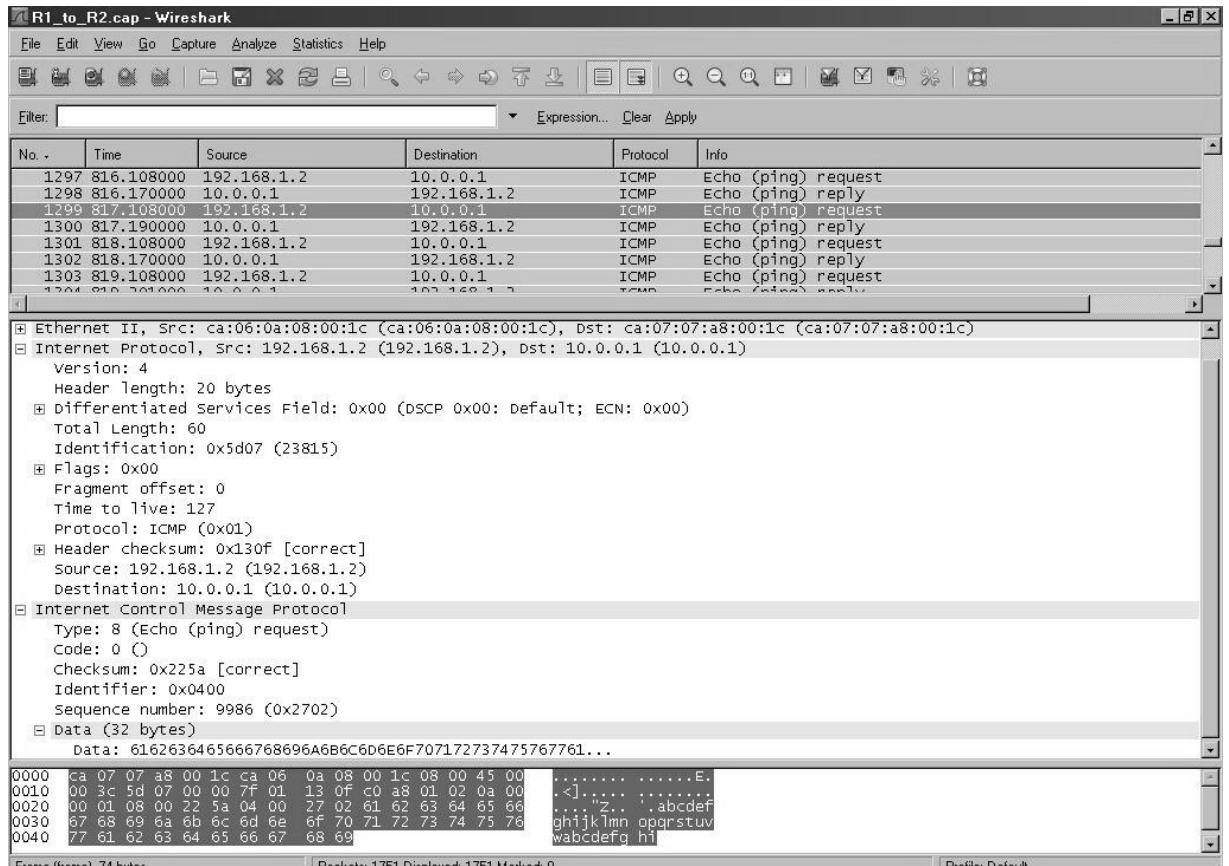 R1_to_R2.cap - Wireshark
File Edit View Go Capture Analyze Statistics Help
Filter: Expression... Clear Apply
No. Time Source Destination Protocol Info
1297 816.108000 192.168.1.2 10.0.0.1 ICMP Echo (ping) request
1298 816.170000 10.0.0.1 192.168.1.2 ICMP Echo (ping) reply
1299 817.108000 192.168.1.2 10.0.0.1 ICMP Echo (ping) request
1300 817.190000 10.0.0.1 192.168.1.2 ICMP Echo (ping) reply
1301 818.108000 192.168.1.2 10.0.0.1 ICMP Echo (ping) request
1302 818.170000 10.0.0.1 192.168.1.2 ICMP Echo (ping) reply
1303 819.108000 192.168.1.2 10.0.0.1 ICMP Echo (ping) request
Ethernet II, Src: ca:06:0a:08:00:1c (ca:06:0a:08:00:1c), Dst: ca:07:07:a8:00:1c (ca:07:07:a8:00:1c)
Internet Protocol, Src: 192.168.1.2 (192.168.1.2), Dst: 10.0.0.1 (10.0.0.1)
Version: 4
Header length: 20 bytes
Differentiated Services Field: 0x00 (DSCP 0x00: Default; ECN: 0x00)
Total Length: 60
Identification: 0x5d07 (23815)
Flags: 0x00
Fragment offset: 0
Time to live: 127
Protocol: ICMP (0x01)
Header checksum: 0x130f [correct]
Source: 192.168.1.2 (192.168.1.2)
Destination: 10.0.0.1 (10.0.0.1)
Internet Control Message Protocol
Type: 8 (Echo (ping) request)
Code: 0 ()
Checksum: 0x225a [correct]
Identifier: 0x0400
Sequence number: 9986 (0x2702)
Data (32 bytes)
Data: 6162636465666768696A6B6C6D6E6F707172737475767761...
0000 ca 07 07 a8 00 1c ca 06 0a 08 00 1c 08 00 45 00 ........ ......E.
0010 00 3c 5d 07 00 00 7f 01 13 0f c0 a8 01 02 0a 00 .<]..... ........
0020 00 01 08 00 22 5a 04 00 27 02 61 62 63 64 65 66 ...."Z.. '.abcdef
0030 67 68 69 6a 6b 6c 6d 6e 6f 70 71 72 73 74 75 76 ghijklmn opqrstuv
0040 77 61 62 63 64 65 66 67 68 69 wabcdefg hi
Frame (frame), 74 bytes Packets: 1751 Displayed: 1751 Marked: 0 Profile: Default